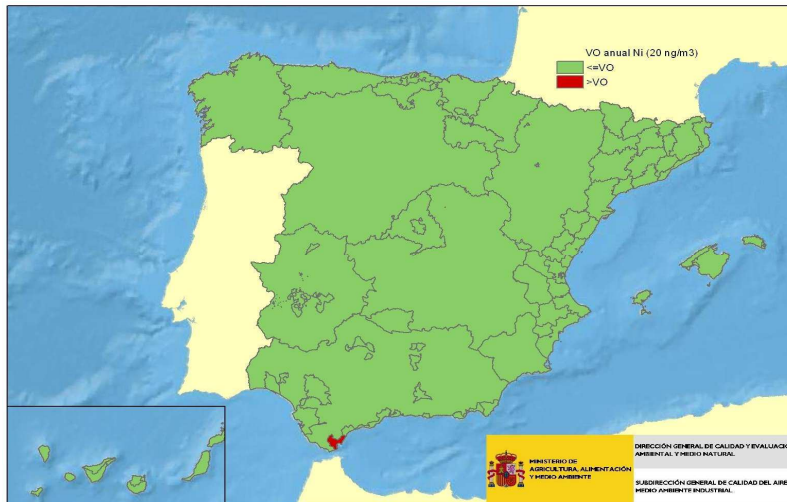 VO anual Ni (20 ng/m3)
<=VO
>VO
MINISTERIO DE
AGRICULTURA, ALIMENTACIÓN
Y MEDIO AMBIENTE
DIRECCIÓN GENERAL DE CALIDAD Y EVALUACIÓ
AMBIENTAL Y MEDIO NATURAL
SUBDIRECCIÓN GENERAL DE CALIDAD DEL AIRE
MEDIO AMBIENTE INDUSTRIAL